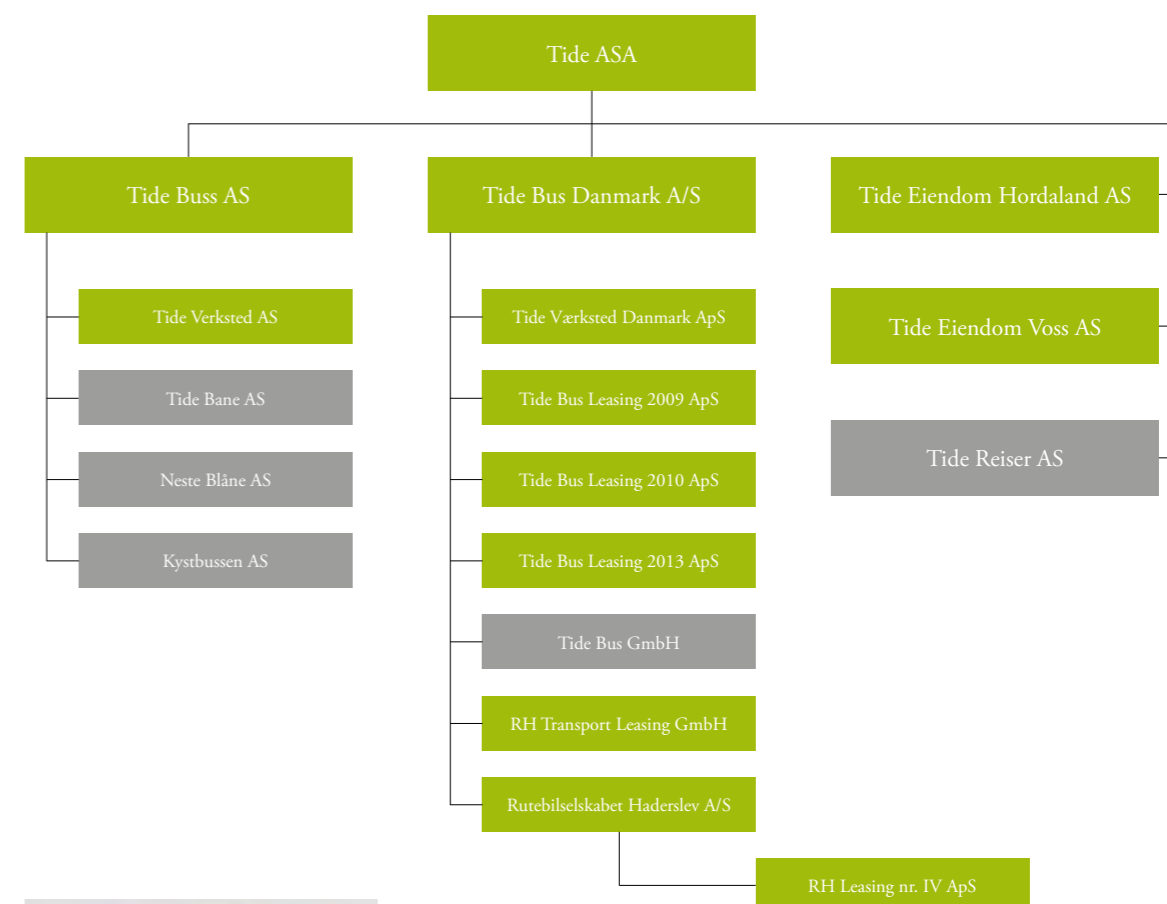 Tide ASA
Tide Buss AS
Tide Bus Danmark A/S
Tide Eiendom Hordaland AS
Tide Verksted AS
Tide Værksted Danmark ApS
Tide Eiendom Voss AS
Tide Bane AS
Tide Bus Leasing 2009 ApS
Tide Reiser AS
Neste Blåne AS
Tide Bus Leasing 2010 ApS
Kystbussen AS
Tide Bus Leasing 2013 ApS
Tide Bus GmbH
RH Transport Leasing GmbH
Rutebilselskabet Haderslev A/S
RH Leasing nr. IV ApS